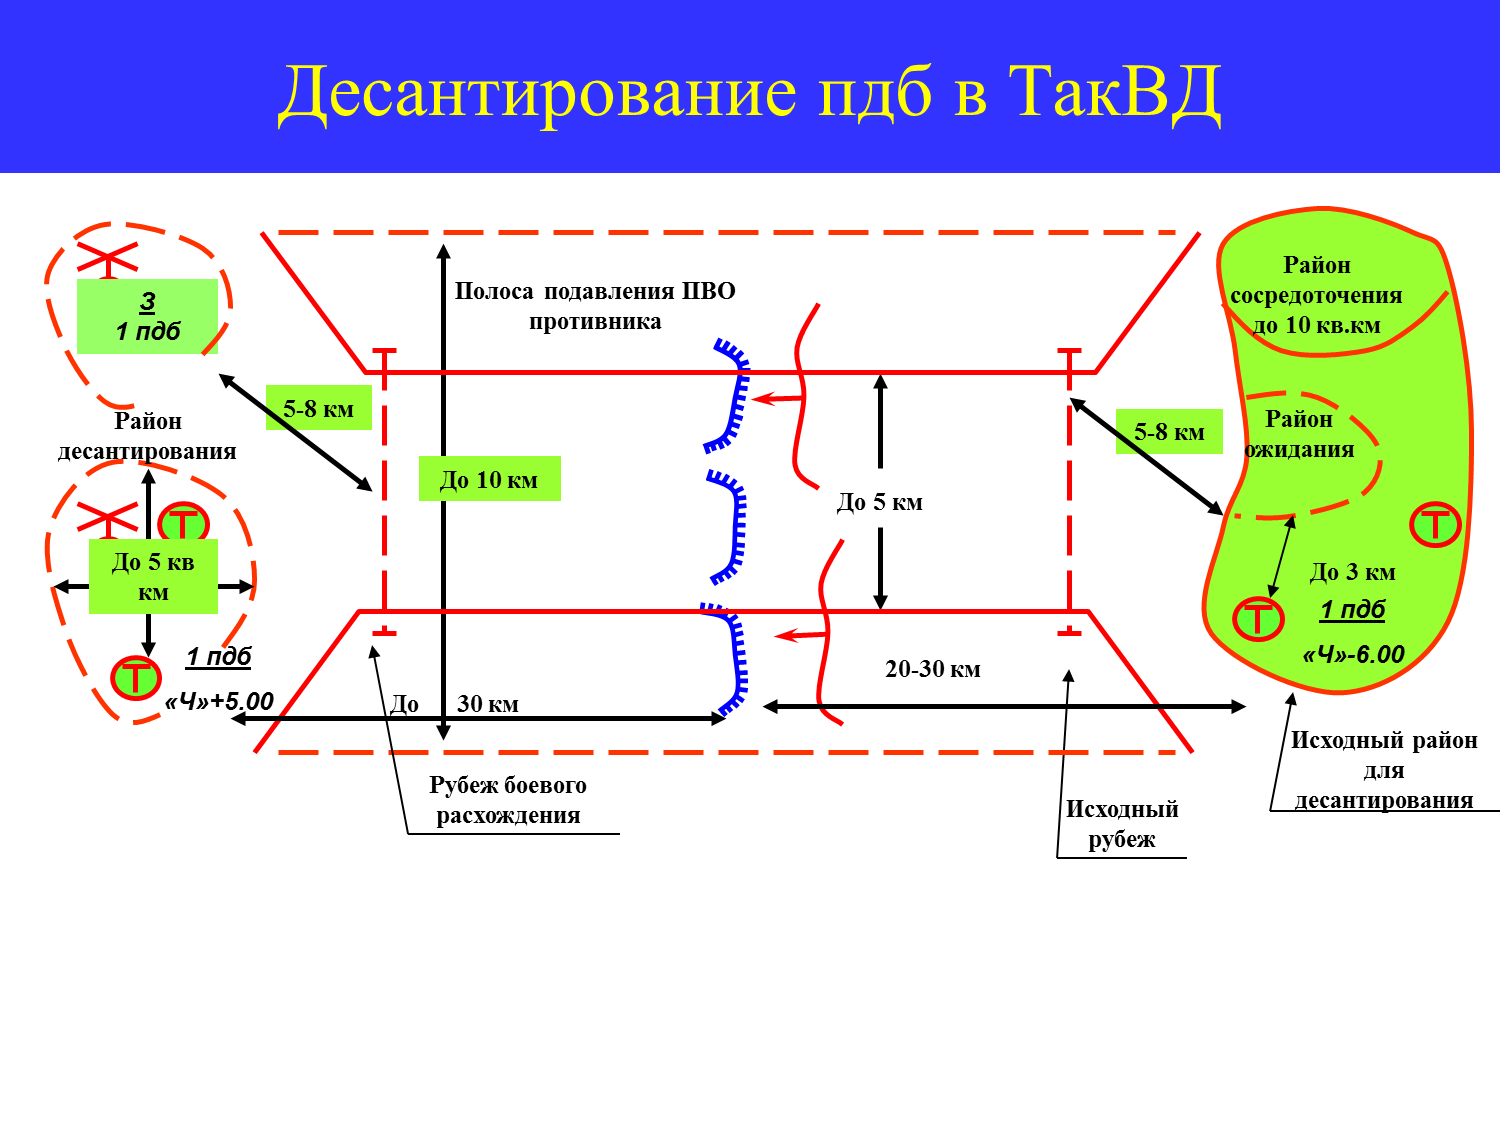 Десантирование пдб в ТакВД
З
1 пдб
Район
десантирования
5-8 км
Полоса подавления ПВО
противника
До 10 км
До 5 км
До 5 кв
км
1 пдб
«Ч»+5.00
До 30 км
20-30 км
Рубеж боевого
расхождения
Исходный
рубеж
5-8 км
Район
сосредоточения
до 10 кв.км
Район
ожидания
До 3 км
1 пдб
«Ч»-6.00
Исходный район
для
десантирования